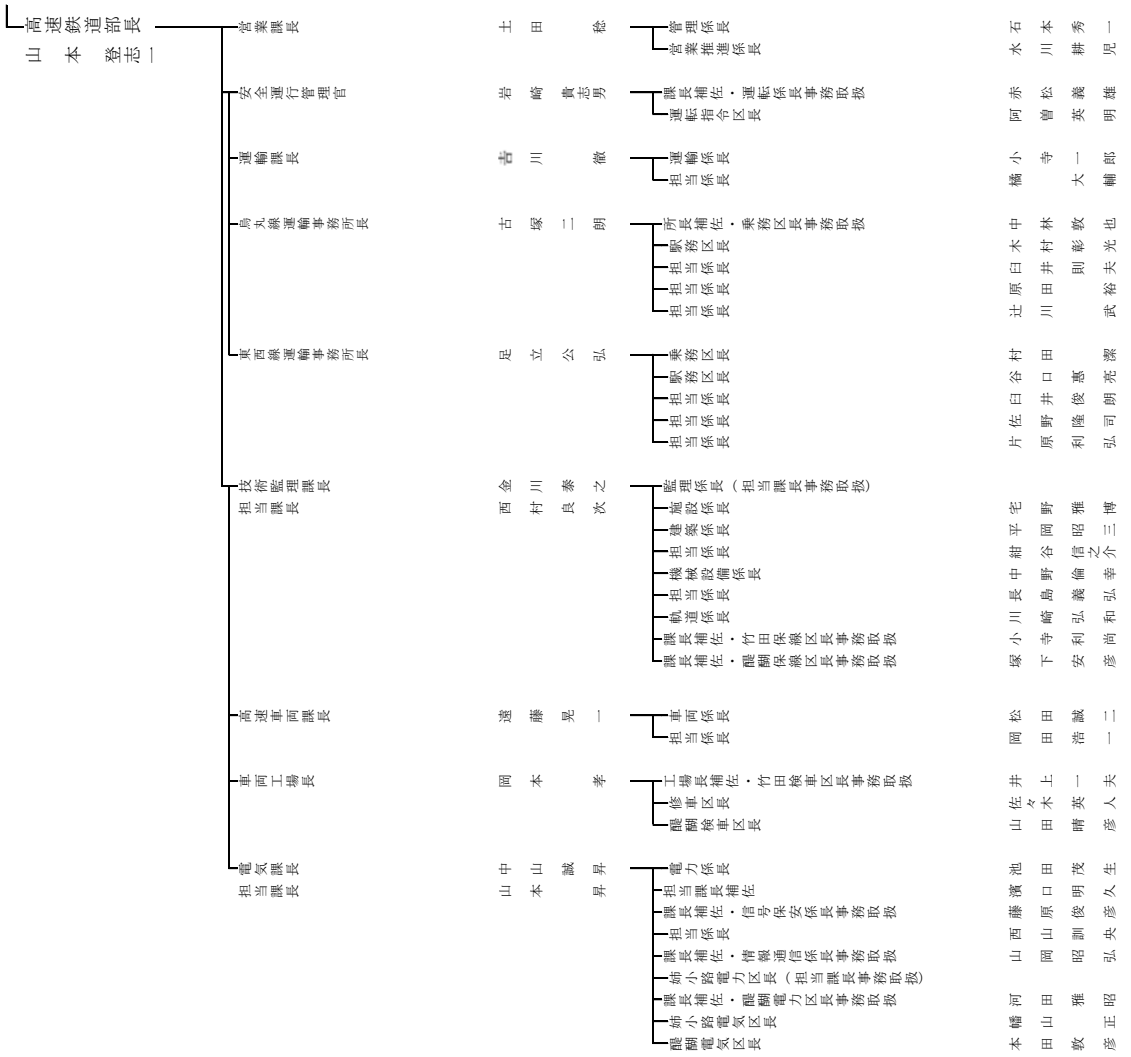 高速鉄道部長 営業課長 土田稔 管理係長 石本秀一
山本登志一 営業推進係長 水川耕児
安全運行管理官 岩崎貴志男 課長補佐・運転係長事務取扱 赤松義雄
運転指令区長 阿曽英明
運輸課長 吉川徹 運輸係長 小寺一郎
担当係長 橘大輔
烏丸線運輸事務所長 古塚二朗 所長補佐・乗務区長事務取扱 中林敦也
駅務区長 木村彰光
担当係長 臼井則夫
担当係長 原田裕
担当係長 辻川武
東西線運輸事務所長 足立公弘 乗務区長 村田潔
駅務区長 谷口惠亮
担当係長 臼井俊朗
担当係長 佐野隆司
担当係長 片原利弘
技術監理課長 金川泰之 監理係長(担当課長事務取扱)
担当課長 西村良次 施設係長 宅野雅博
建築係長 平岡昭三
担当係長 紺谷信之介
機械設備係長 中野倫幸
担当係長 長島義弘
軌道係長 川崎弘和
課長補佐・竹田保線区長事務取扱 小寺利尚
課長補佐・醍醐保線区長事務取扱 塚下安彦
高速車両課長 遠藤晃一 車両係長 松田誠二
担当係長 岡田浩一
車両工場長 岡本孝 工場長補佐・竹田検車区長事務取扱 井上一夫
修車区長 佐々木英人
醍醐検車区長 山田晴彦
電気課長 中山誠昇 電力係長 池田茂生
担当課長 山本昇 担当課長補佐 濱口明久
課長補佐・信号保安係長事務取扱 藤原俊彦
担当係長 西山訓央
課長補佐・情報通信係長事務取扱 山岡昭弘
姉小路電力区長(担当課長事務取扱)
課長補佐・醍醐電力区長事務取扱 河田雅昭
姉小路電気区長 幡山正
醍醐電気区長 本田敦彦